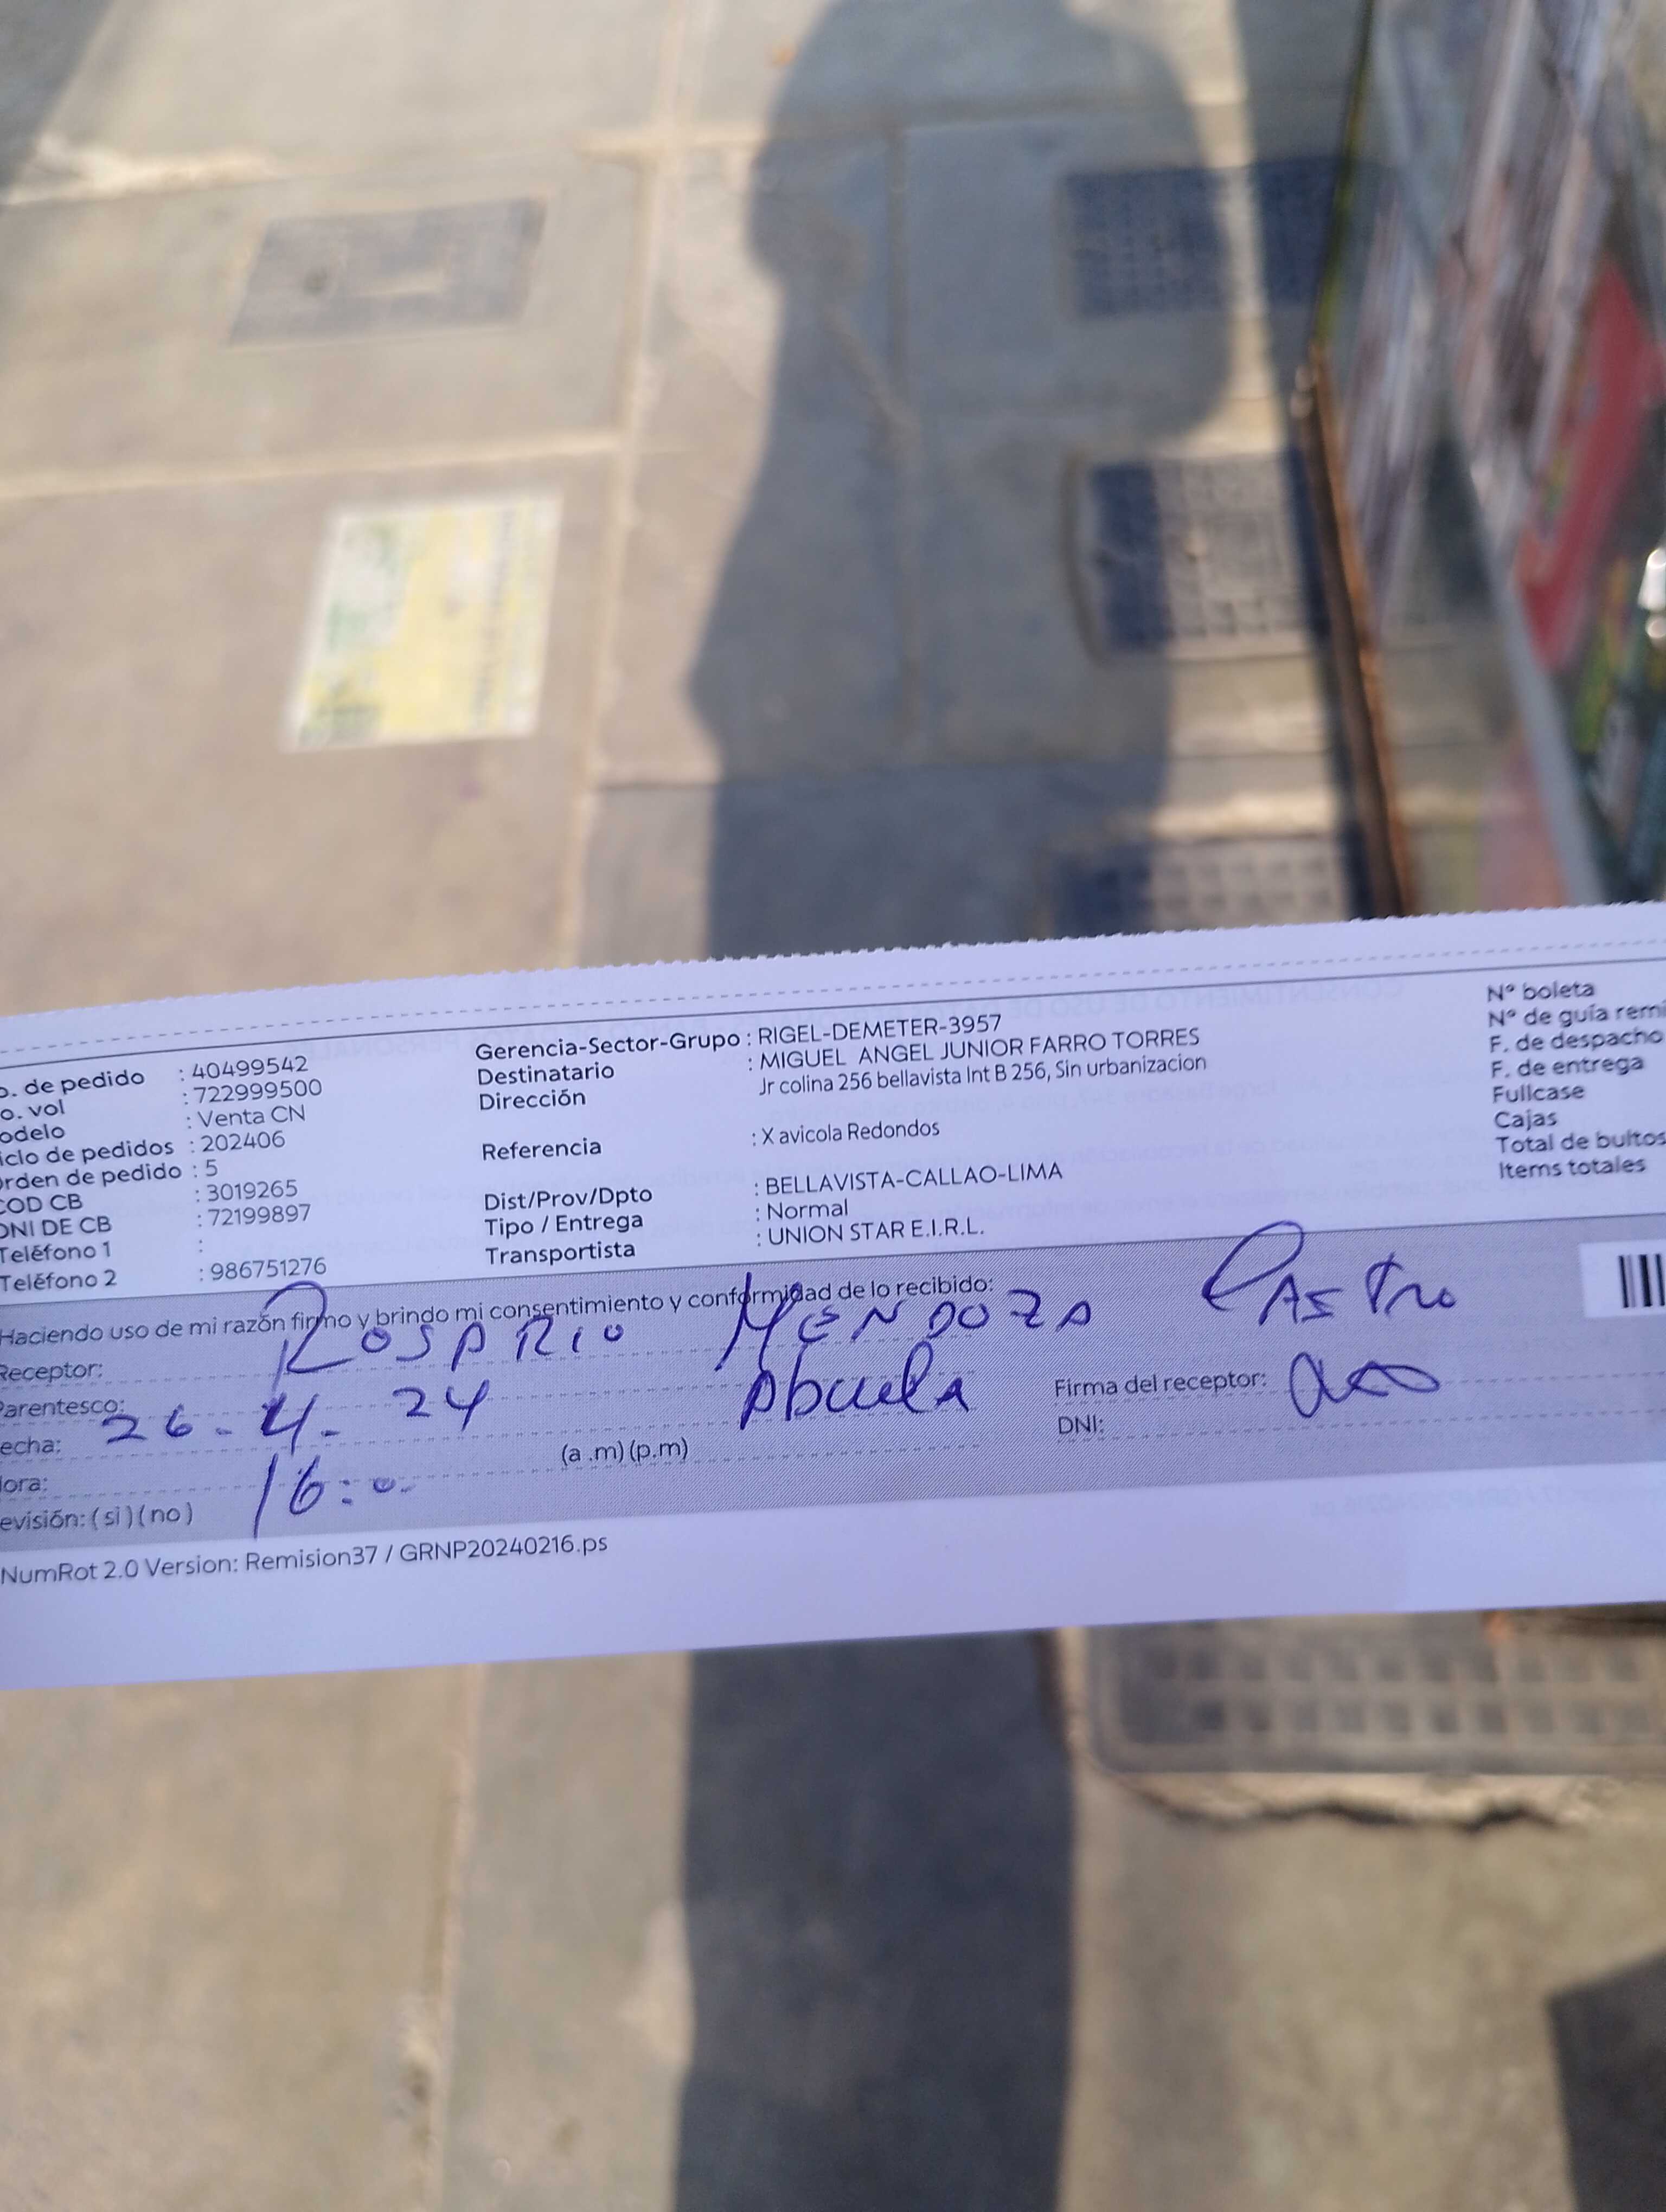 o. de pedido : 40499542
o. vol : 722999500
odelo : Venta CN
iclo de pedidos : 202406
rden de pedido : 5
COD CB : 3019265
DNI DE CB : 72199897
Teléfono 1 :
Teléfono 2 : 986751276
Gerencia-Sector-Grupo : RIGEL-DEMETER-3957
Destinatario : MIGUEL ANGEL JUNIOR FARRO TORRES
Dirección Jr colina 256 bellavista Int B 256, Sin urbanizacion
Referencia : X avicola Redondos
Dist/Prov/Dpto : BELLAVISTA-CALLAO-LIMA
Tipo / Entrega : Normal
Transportista : UNION STAR E.I.R.L.
N° boleta
N° de guía remi
F. de despacho
F. de entrega
Fullcase
Cajas
Total de bultos
Items totales
Haciendo uso de mi razón firmo y brindo mi consentimiento y conformidad de lo recibido:
Receptor: ROSARIO MENDOZA CASTRO
Parentesco: Abuela
echa: 26-4-24
Firma del receptor:
DNI:
ora: 16:00 (a .m) (p.m)
evisión: ( si ) ( no )
NumRot 2.0 Version: Remision37 / GRNP20240216.ps